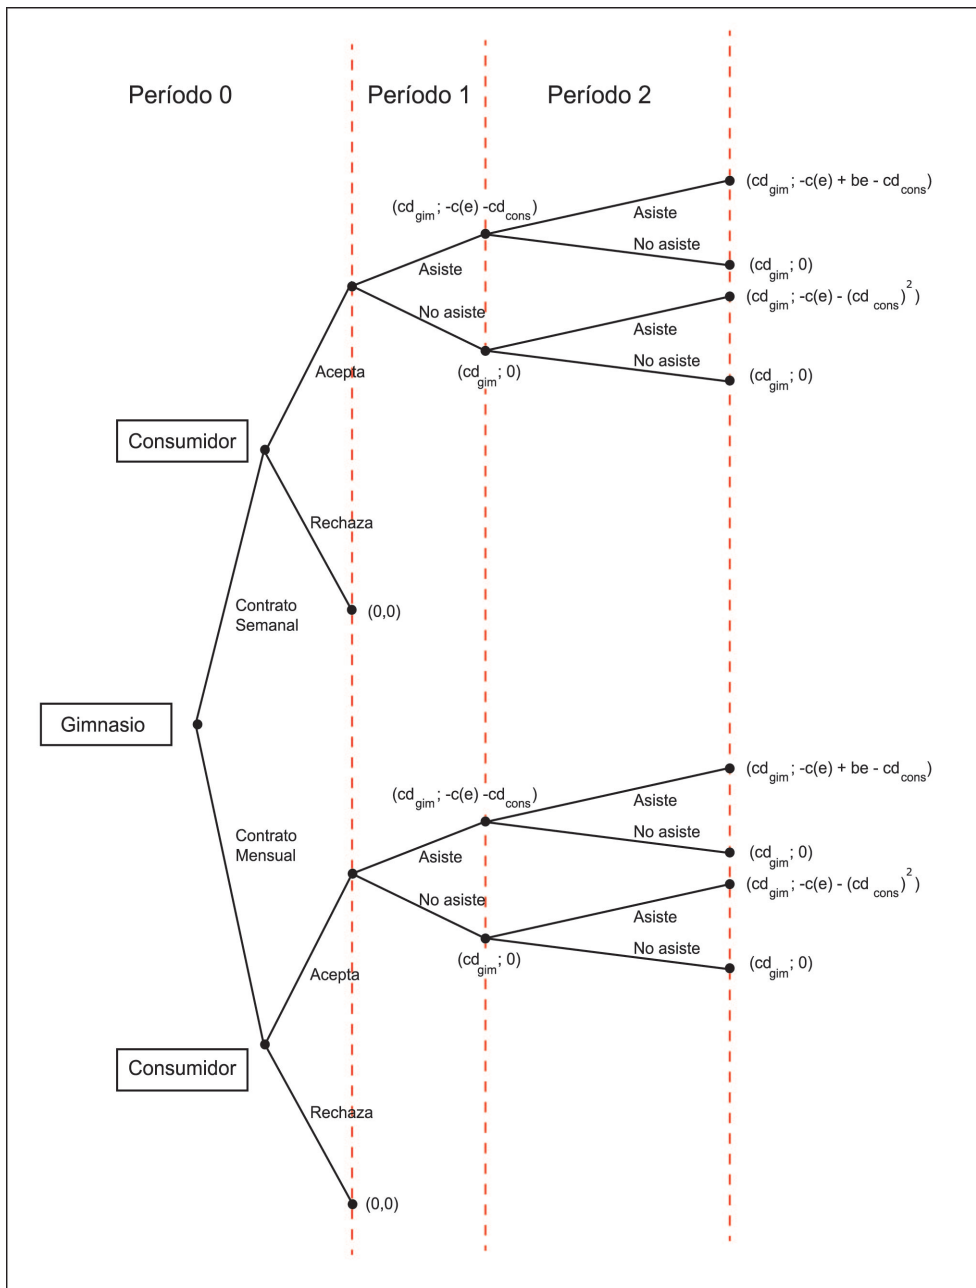 Período 0
Período 1
Período 2
(cd_gim ; -c(e) + be - cd_cons)
(cd_gim ; -c(e) -cd_cons)
Asiste
No asiste
Asiste
(cd_gim ; 0)
(cd_gim ; -c(e) - (cd_cons)^2)
No asiste
Asiste
No asiste
Acepta
(cd_gim ; 0)
(cd_gim ; 0)
Consumidor
Rechaza
Contrato
Semanal
(0,0)
Gimnasio
(cd_gim ; -c(e) + be - cd_cons)
(cd_gim ; -c(e) -cd_cons)
Asiste
Contrato
Mensual
No asiste
Asiste
(cd_gim ; 0)
(cd_gim ; -c(e) - (cd_cons)^2)
No asiste
Asiste
No asiste
Acepta
(cd_gim ; 0)
(cd_gim ; 0)
Consumidor
Rechaza
(0,0)